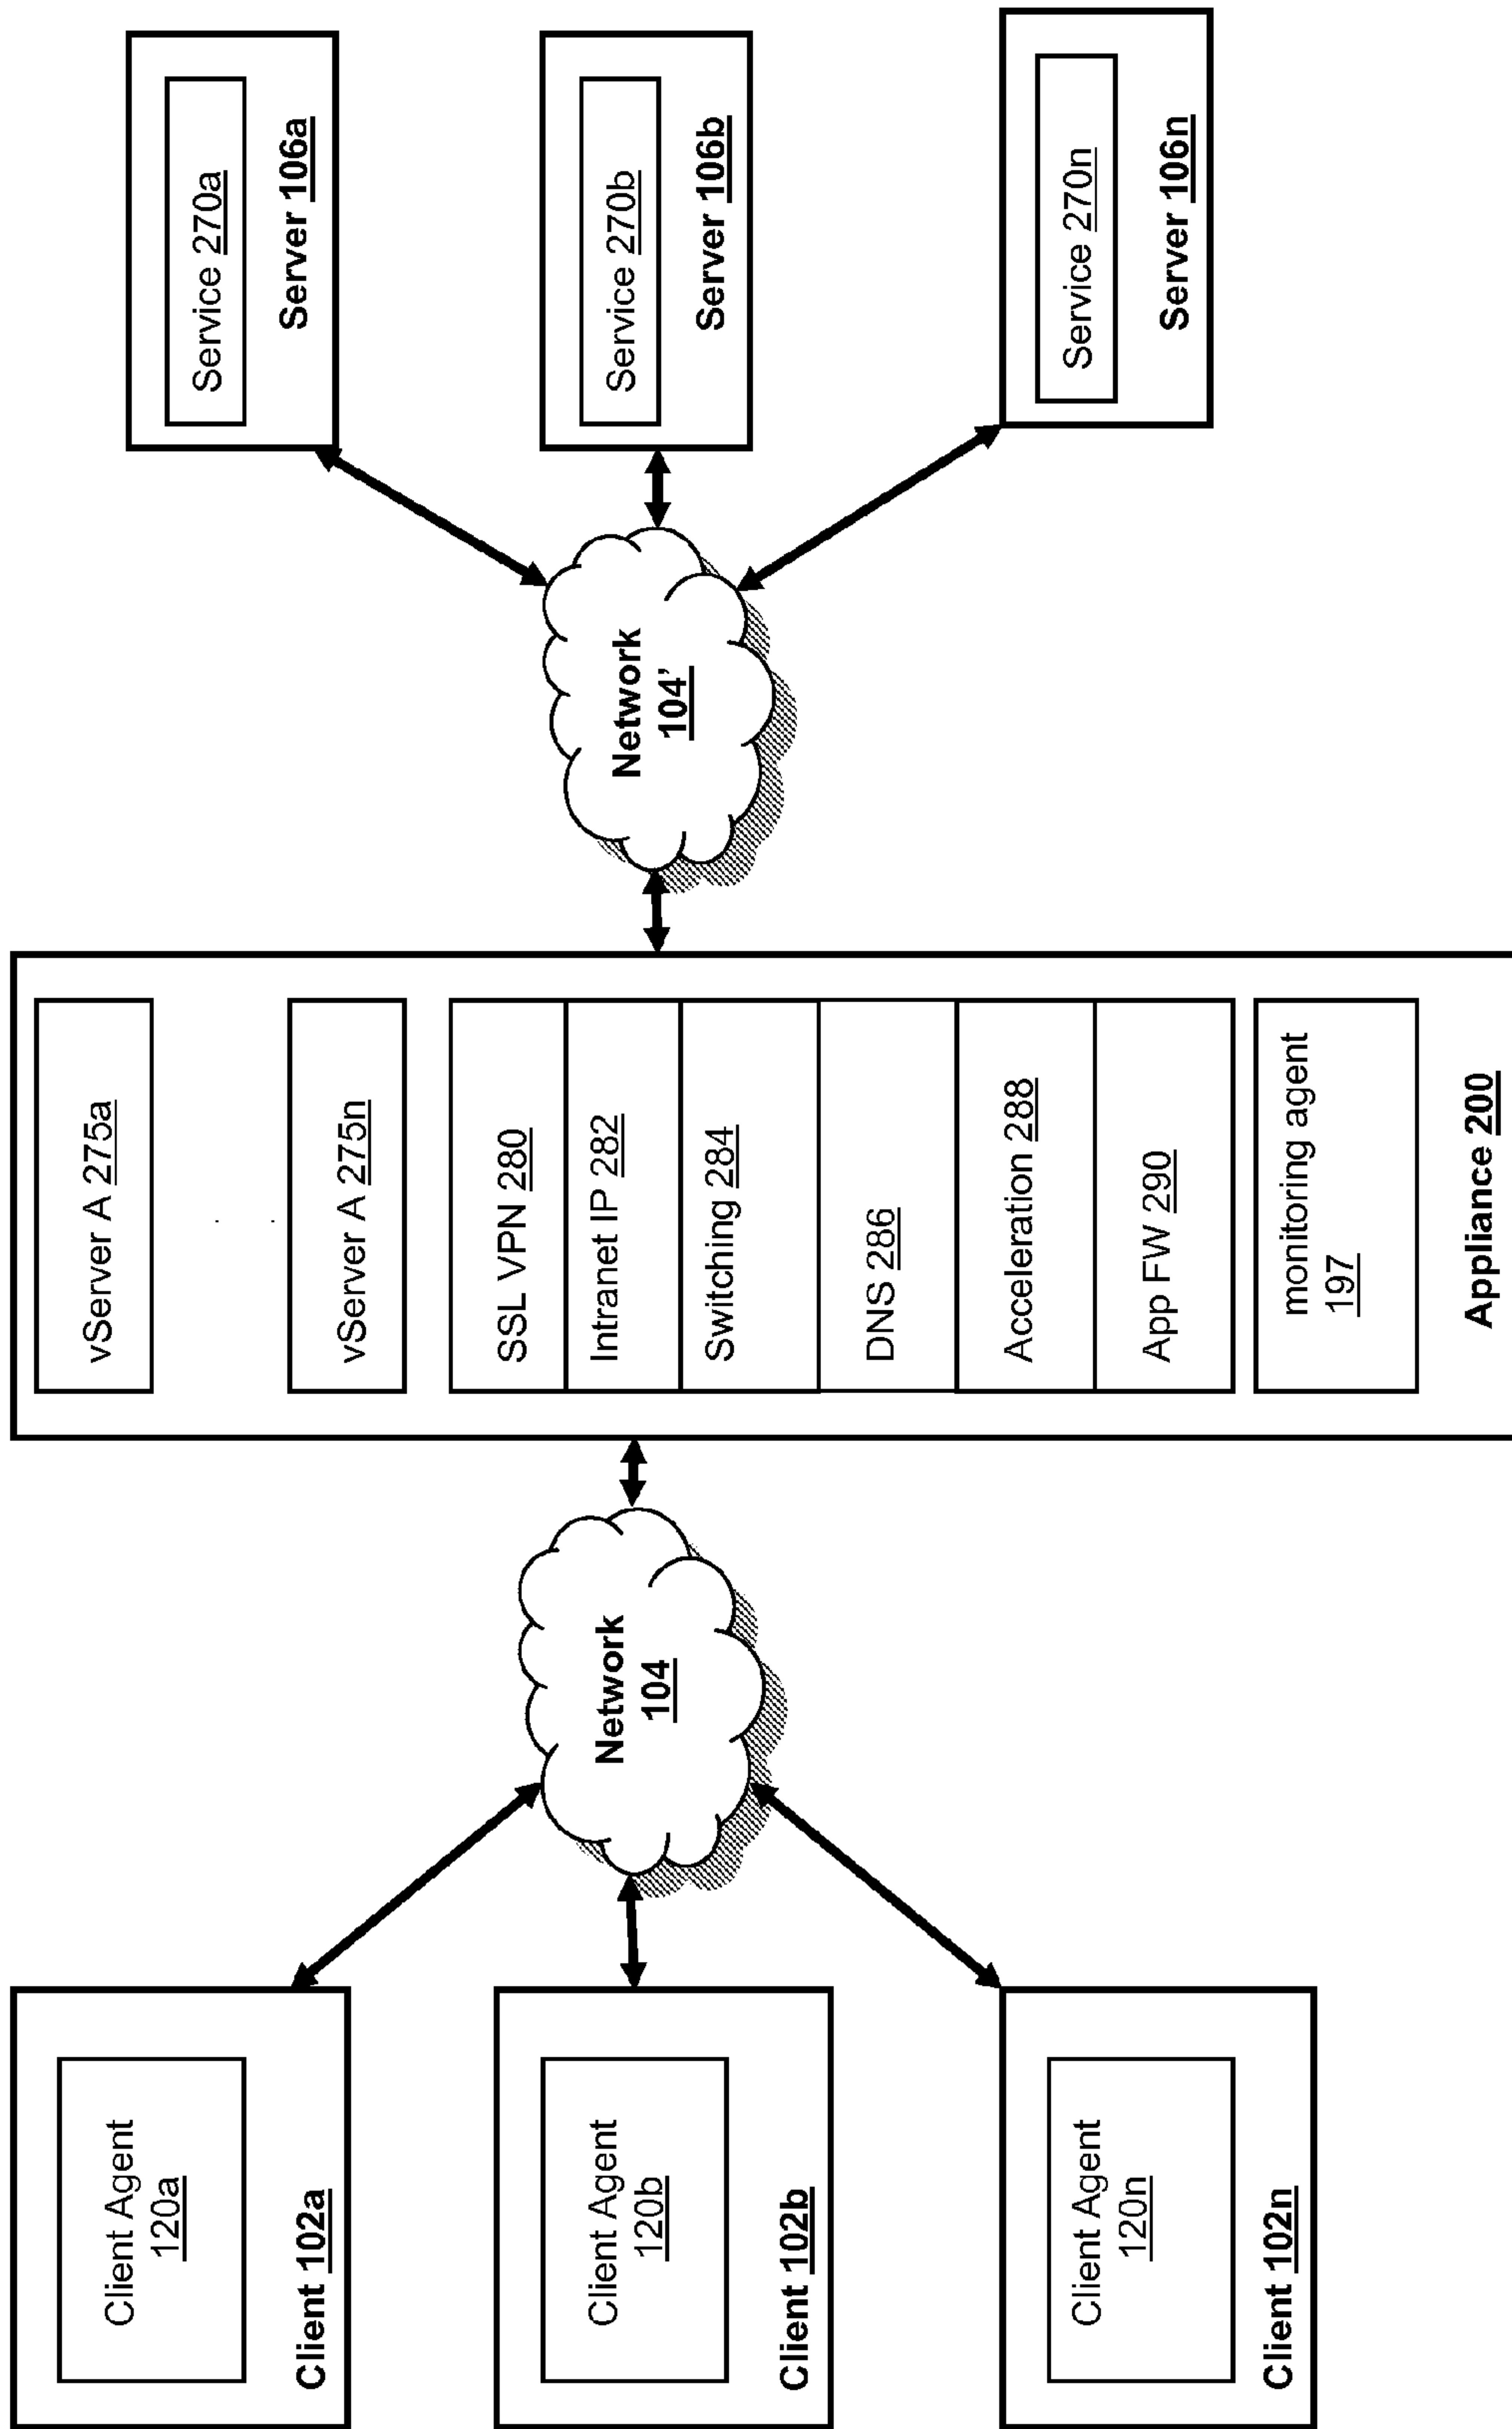 Client Agent
120a
Client 102a
Client Agent
120b
Client 102b
Client Agent
120n
Client 102n
Network
104
vServer A 275a
vServer A 275n
SSL VPN 280
Intranet IP 282
Switching 284
DNS 286
Acceleration 288
App FW 290
monitoring agent
197
Appliance 200
Network
104’
Service 270a
Server 106a
Service 270b
Server 106b
Service 270n
Server 106n